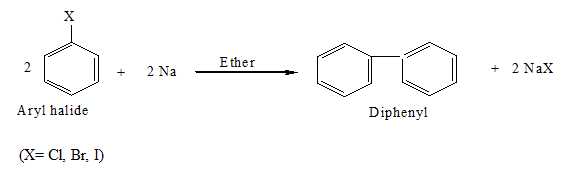 X
2 + 2 Na Ether + 2 NaX
Aryl halide Diphenyl
(X= Cl, Br, I)